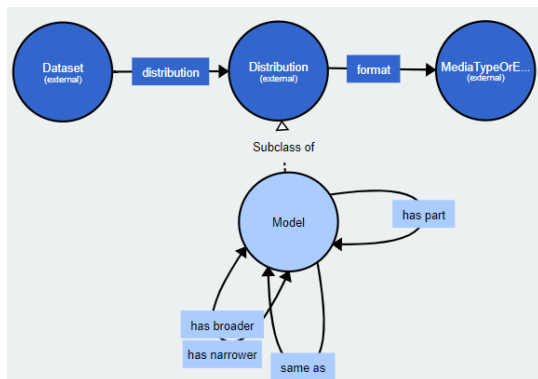 Dataset
(external)
distribution
Distribution
(external)
format
MediaTypeOrE...
(external)
Subclass of
Model
has part
has broader
has narrower
same as